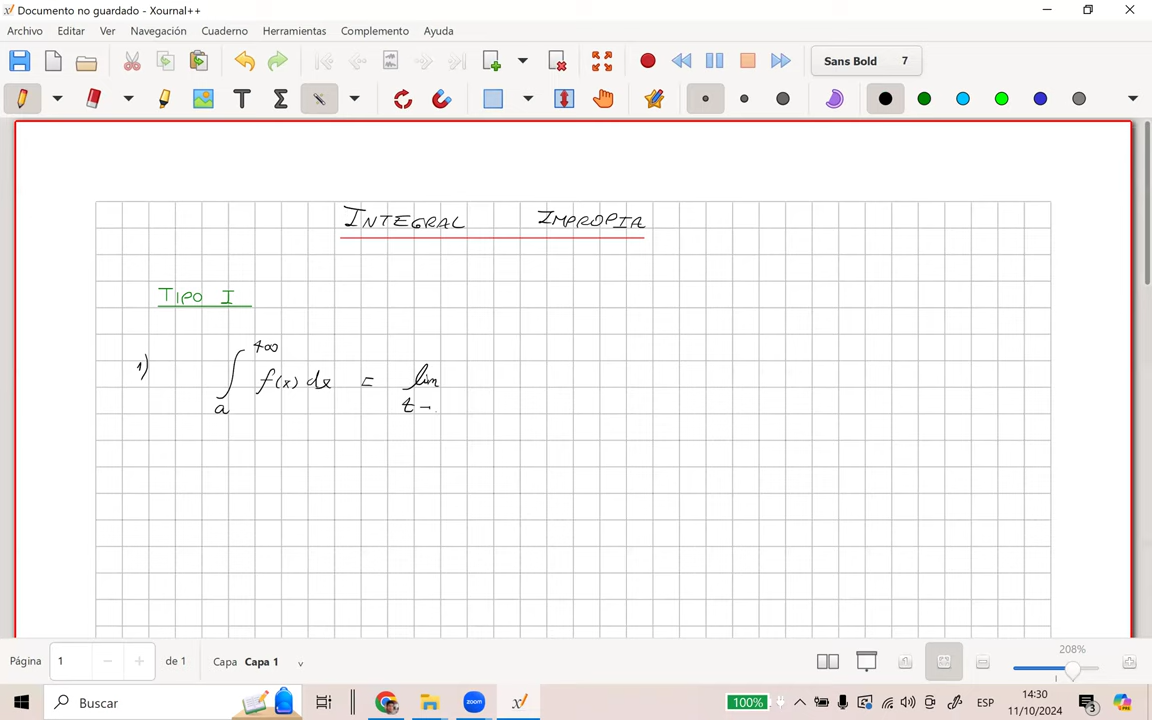 Documento no guardado - Xournal++
Archivo Editar Ver Navegación Cuaderno Herramientas Complemento Ayuda
Sans Bold 7
INTEGRAL IMPROPIA
TIPO I
1) ∫ₐ⁺∞ f(x) dx = lim
t -
Página 1 de 1 Capa Capa 1 208%
Buscar 100% ESP 14:30
11/10/2024 3